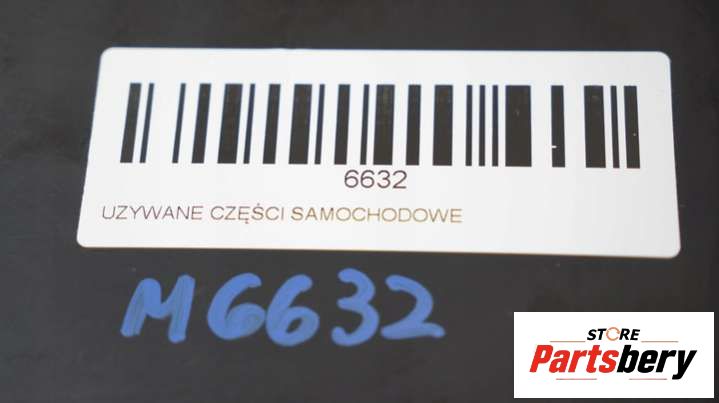 6632
UZYWANE CZĘŚCI SAMOCHODOWE
M6632
STORE
Partsbery